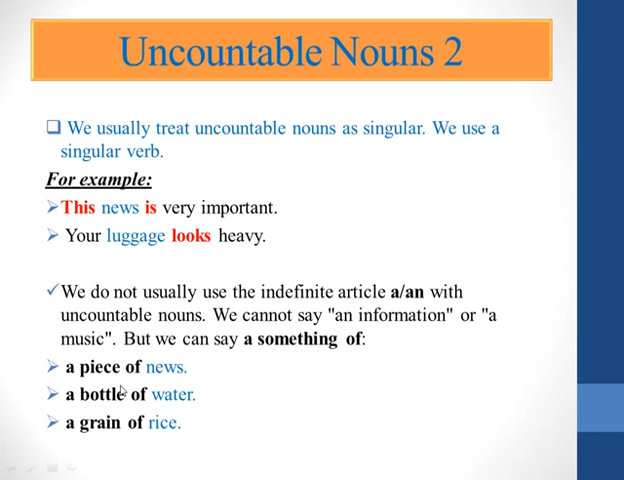 Uncountable Nouns 2
We usually treat uncountable nouns as singular. We use a
singular verb.
For example:
This news is very important.
Your luggage looks heavy.
We do not usually use the indefinite article a/an with
uncountable nouns. We cannot say "an information" or "a
music". But we can say a something of:
a piece of news.
a bottle of water.
a grain of rice.